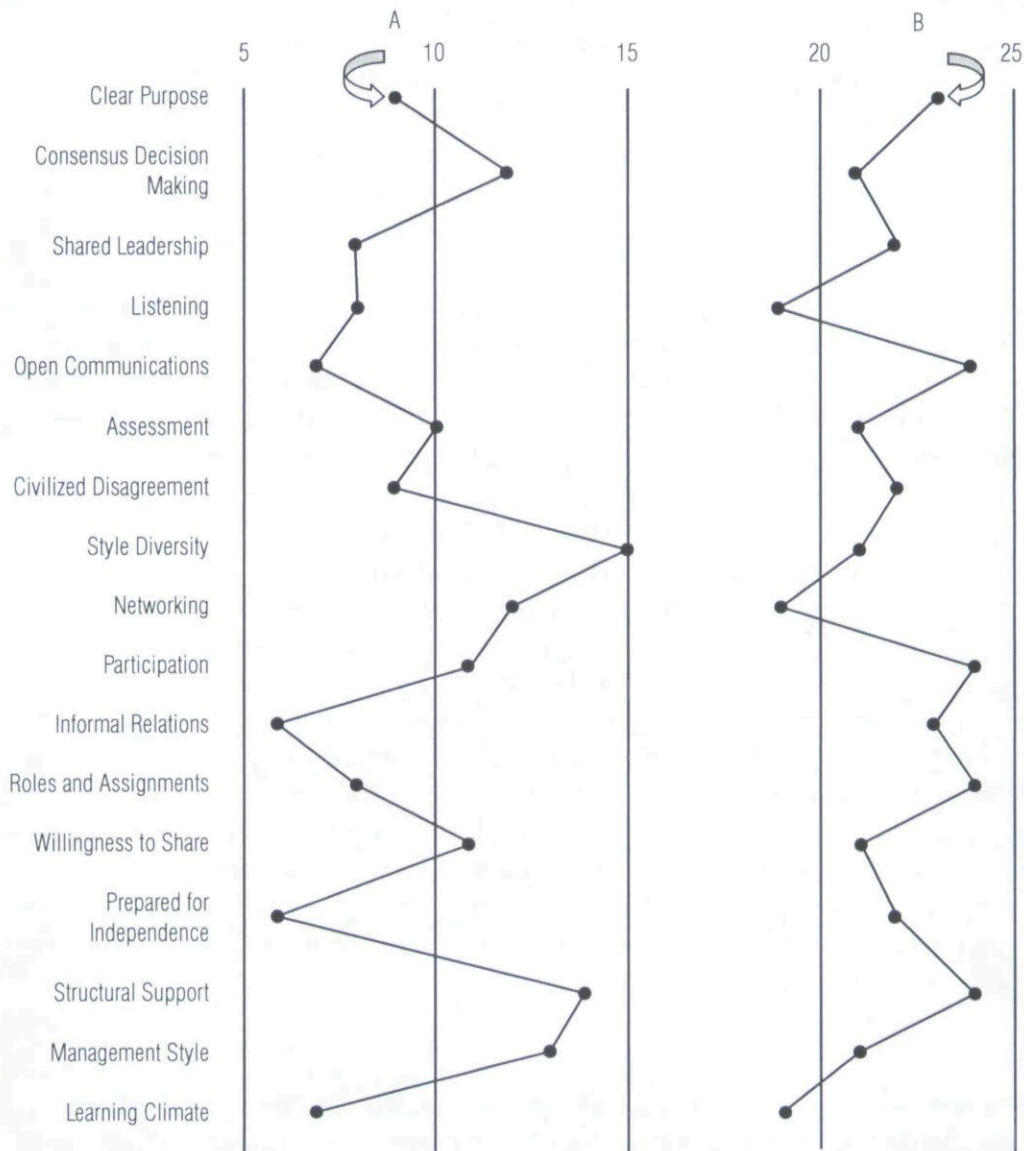 A
B
5
10
15
20
25
Clear Purpose
Consensus Decision
Making
Shared Leadership
Listening
Open Communications
Assessment
Civilized Disagreement
Style Diversity
Networking
Participation
Informal Relations
Roles and Assignments
Willingness to Share
Prepared for
Independence
Structural Support
Management Style
Learning Climate